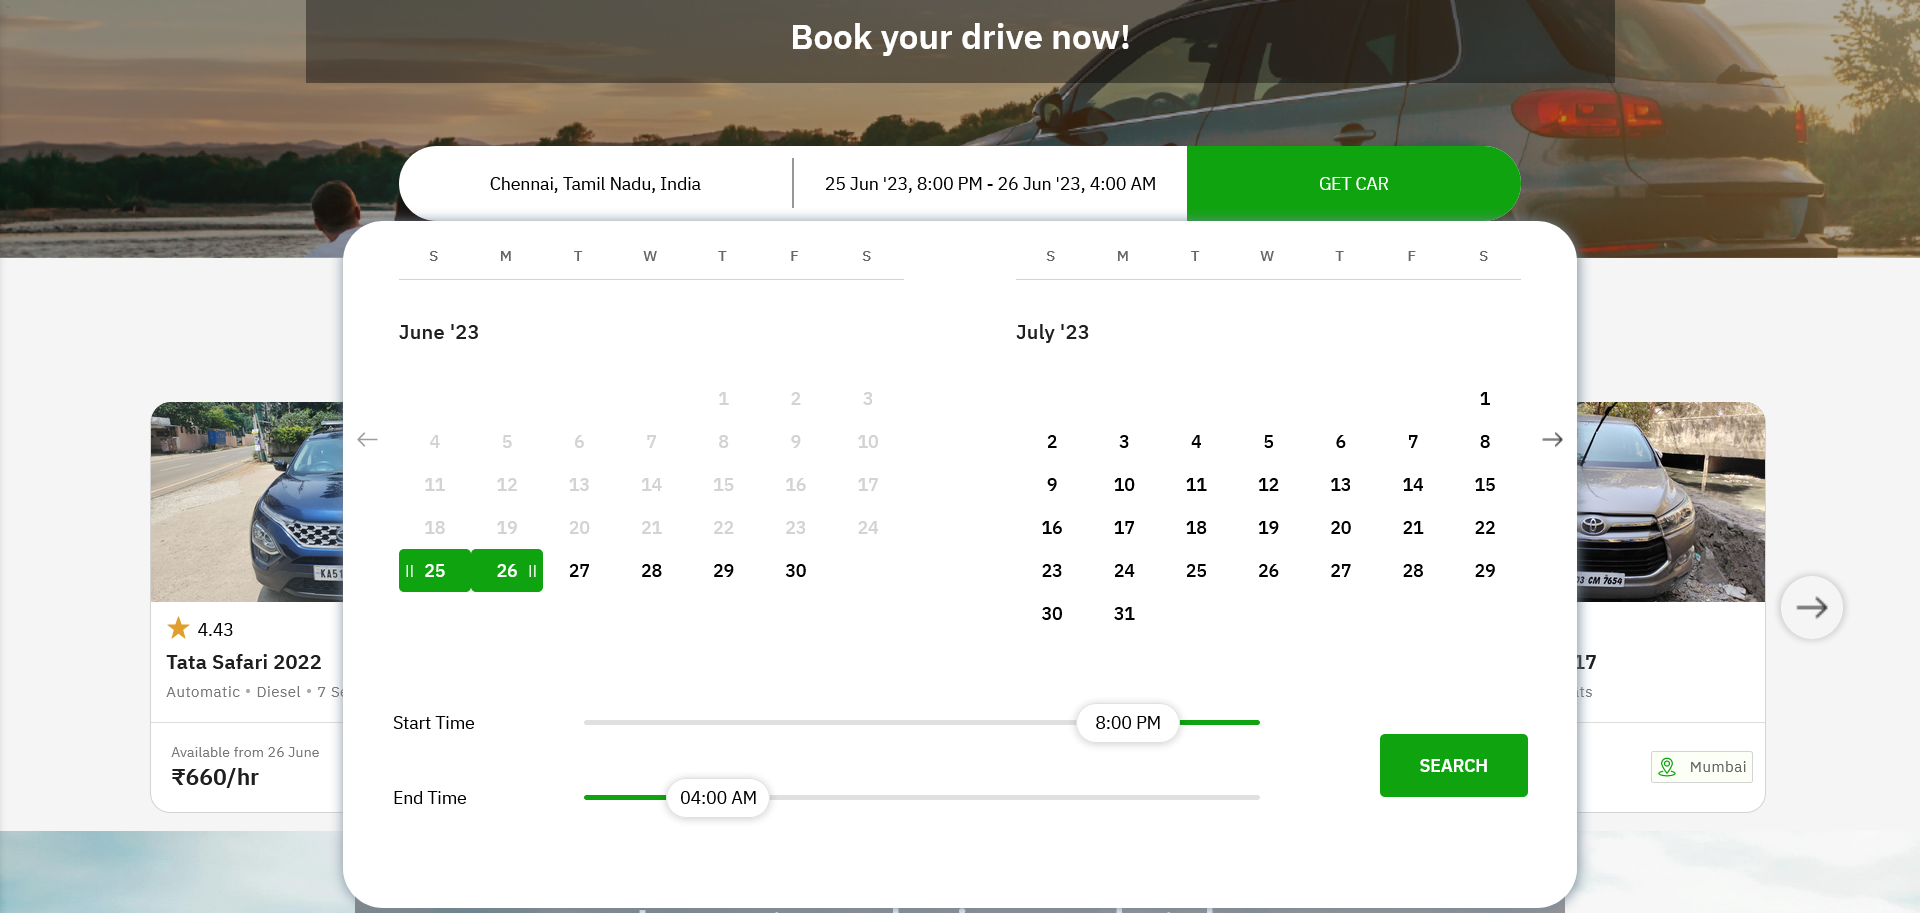 Book your drive now!
Chennai, Tamil Nadu, India
25 Jun '23, 8:00 PM - 26 Jun '23, 4:00 AM
GET CAR
S M T W T F S
S M T W T F S
June '23
1 2 3
4 5 6 7 8 9 10
11 12 13 14 15 16 17
18 19 20 21 22 23 24
25 26 27 28 29 30
July '23
1
2 3 4 5 6 7 8
9 10 11 12 13 14 15
16 17 18 19 20 21 22
23 24 25 26 27 28 29
30 31
Start Time
8:00 PM
End Time
04:00 AM
SEARCH
KA51
4.43
Tata Safari 2022
Automatic • Diesel • 7 Se
Available from 26 June
₹660/hr
03 CM 7654
17
ats
Mumbai